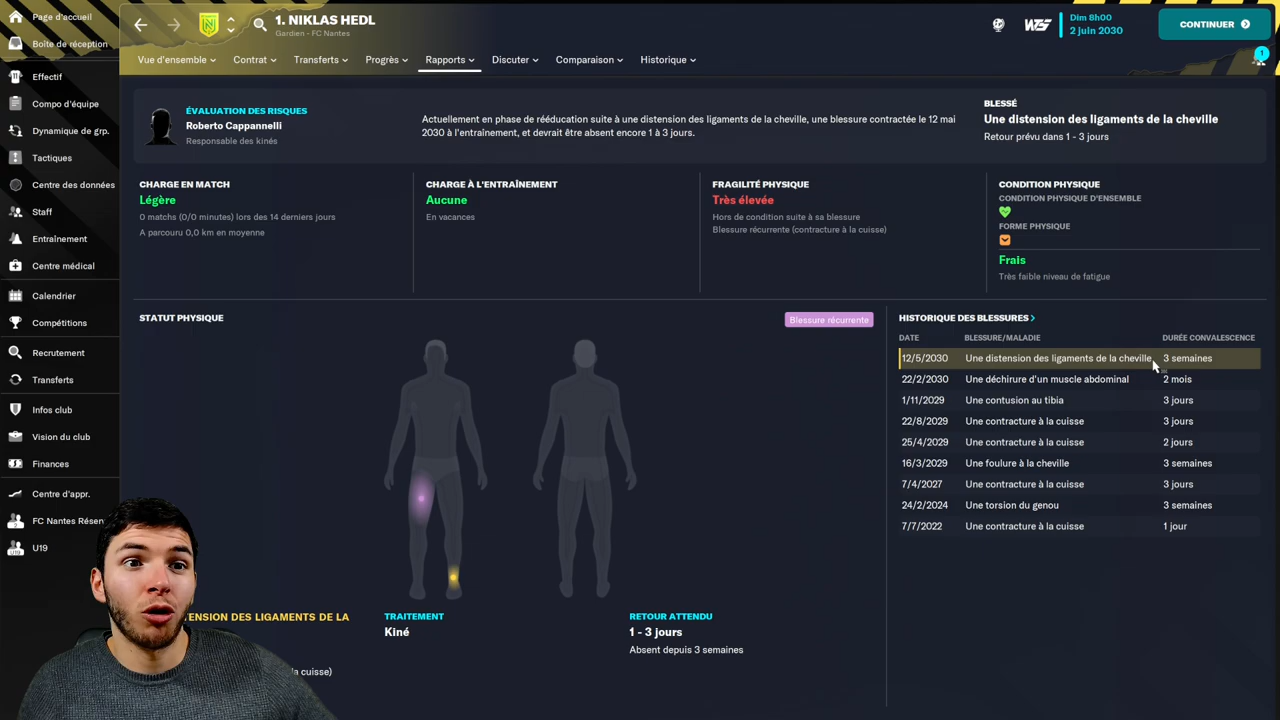 Page d'accueil
Boîte de réception
Effectif
Compo d'équipe
Dynamique de grp.
Tactiques
Centre des données
Staff
Entraînement
Centre médical
Calendrier
Compétitions
Recrutement
Transferts
Infos club
Vision du club
Finances
Centre d'appr.
FC Nantes Réser
U19
1. NIKLAS HEDL
Gardien - FC Nantes
Dim 8h00
2 juin 2030
CONTINUER
1
Vue d'ensemble
Contrat
Transferts
Progrès
Rapports
Discuter
Comparaison
Historique
ÉVALUATION DES RISQUES
Roberto Cappannelli
Responsable des kinés
Actuellement en phase de rééducation suite à une distension des ligaments de la cheville, une blessure contractée le 12 mai
2030 à l'entraînement, et devrait être absent encore 1 à 3 jours.
BLESSÉ
Une distension des ligaments de la cheville
Retour prévu dans 1 - 3 jours
CHARGE EN MATCH
Légère
0 matchs (0/0 minutes) lors des 14 derniers jours
A parcouru 0,0 km en moyenne
CHARGE À L'ENTRAÎNEMENT
Aucune
En vacances
FRAGILITÉ PHYSIQUE
Très élevée
Hors de condition suite à sa blessure
Blessure récurrente (contracture à la cuisse)
CONDITION PHYSIQUE
CONDITION PHYSIQUE D'ENSEMBLE
FORME PHYSIQUE
Frais
Très faible niveau de fatigue
STATUT PHYSIQUE
Blessure récurrente
TENSION DES LIGAMENTS DE LA
la cuisse)
TRAITEMENT
Kiné
RETOUR ATTENDU
1 - 3 jours
Absent depuis 3 semaines
HISTORIQUE DES BLESSURES
DATE BLESSURE/MALADIE DURÉE CONVALESCENCE
12/5/2030 Une distension des ligaments de la cheville 3 semaines
22/2/2030 Une déchirure d'un muscle abdominal 2 mois
1/11/2029 Une contusion au tibia 3 jours
22/8/2029 Une contracture à la cuisse 3 jours
25/4/2029 Une contracture à la cuisse 2 jours
16/3/2029 Une foulure à la cheville 3 semaines
7/4/2027 Une contracture à la cuisse 3 jours
24/2/2024 Une torsion du genou 3 semaines
7/7/2022 Une contracture à la cuisse 1 jour